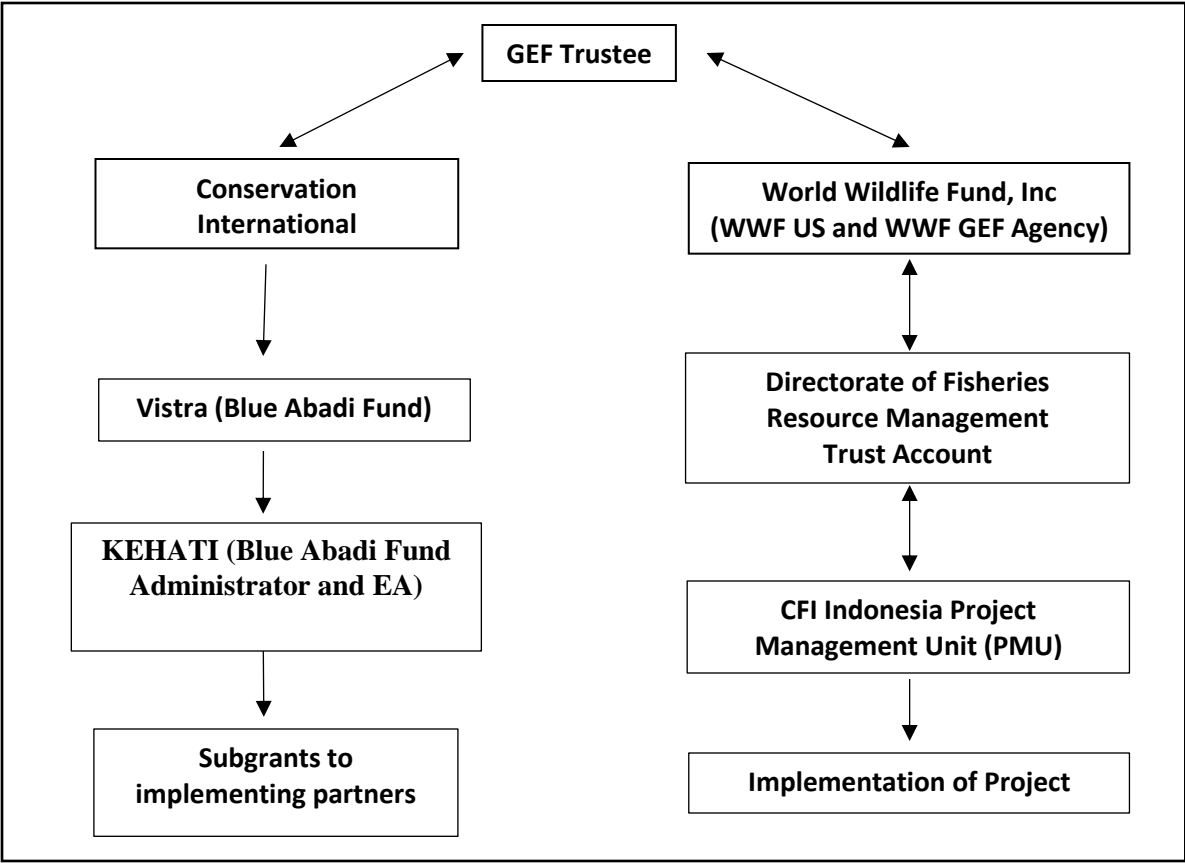 GEF Trustee
Conservation
International
World Wildlife Fund, Inc
(WWF US and WWF GEF Agency)
Vistra (Blue Abadi Fund)
Directorate of Fisheries
Resource Management
Trust Account
KEHATI (Blue Abadi Fund
Administrator and EA)
CFI Indonesia Project
Management Unit (PMU)
Subgrants to
implementing partners
Implementation of Project